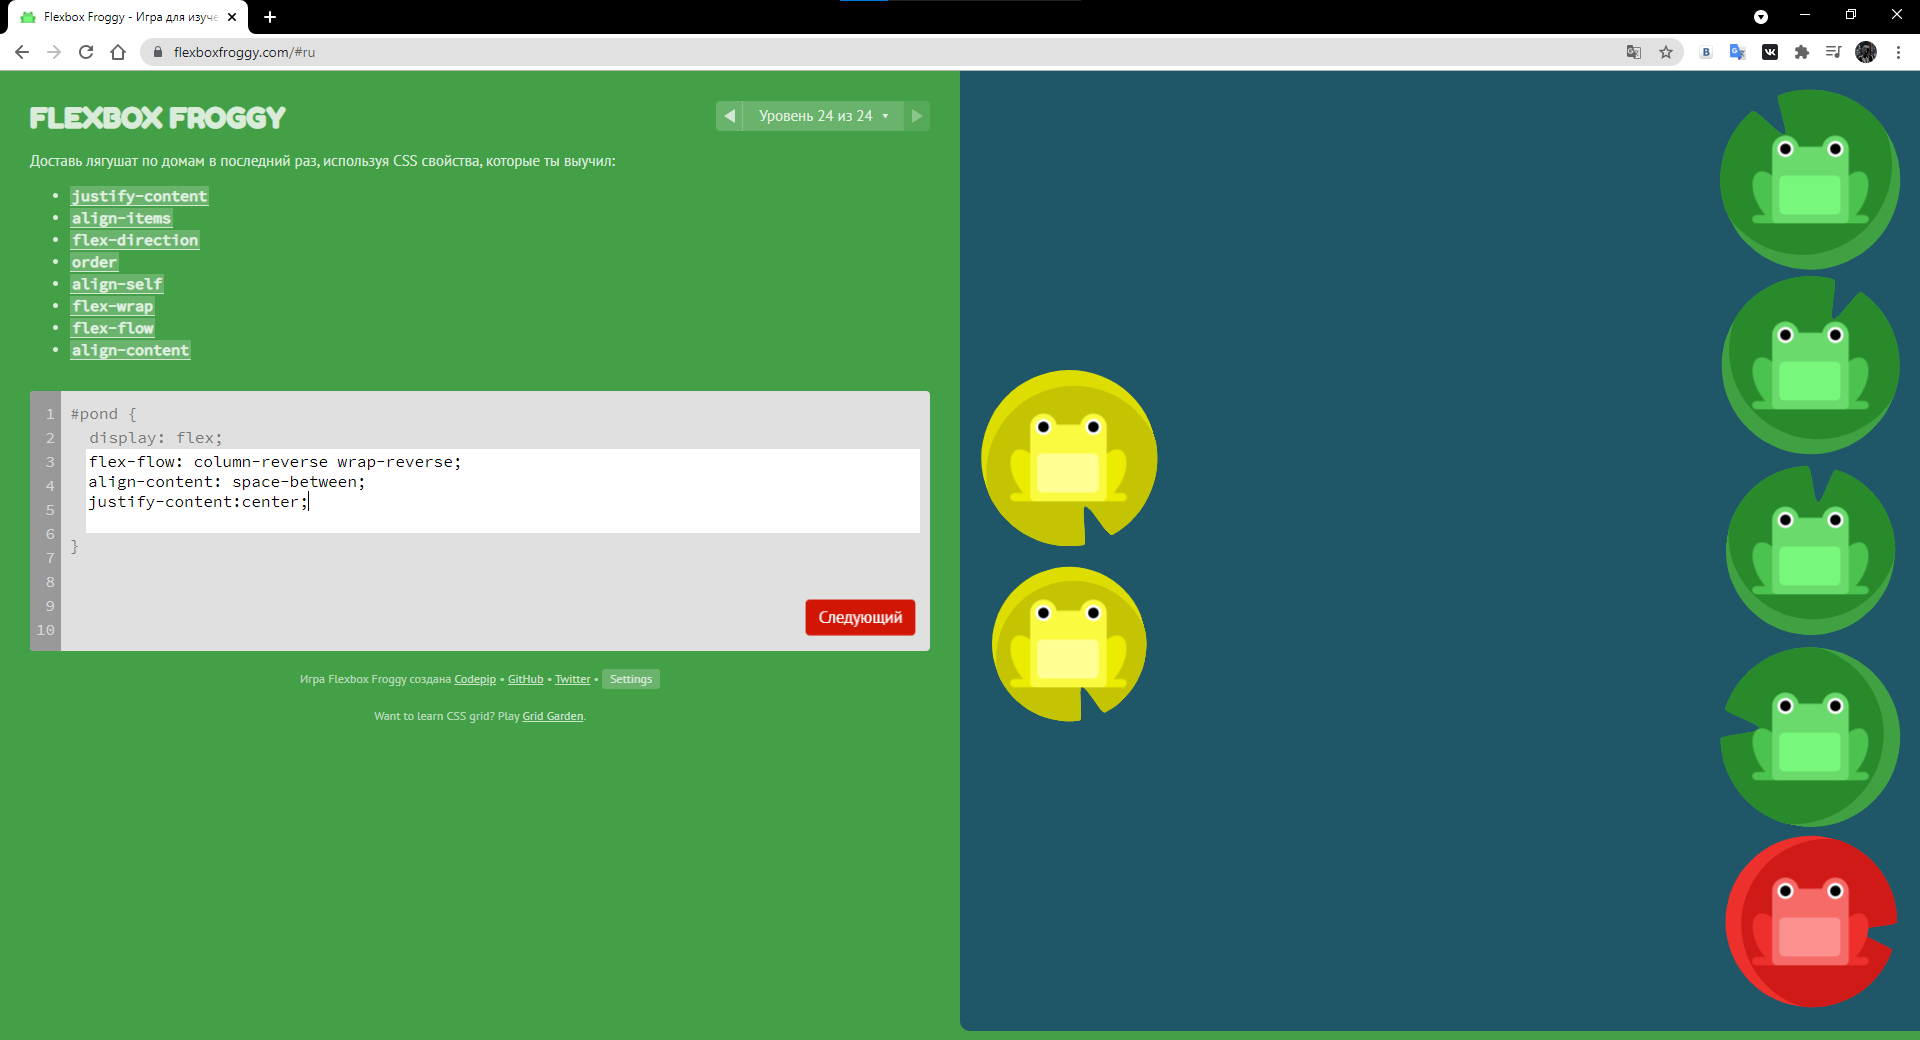 Flexbox Froggy - Игра для изуче
flexboxfroggy.com/#ru
B
VK
FLEXBOX FROGGY
Уровень 24 из 24
Доставь лягушат по домам в последний раз, используя CSS свойства, которые ты выучил:
• justify-content
• align-items
• flex-direction
• order
• align-self
• flex-wrap
• flex-flow
• align-content
1 #pond {
2 display: flex;
3 flex-flow: column-reverse wrap-reverse;
4 align-content: space-between;
5 justify-content:center;
6 }
7
8
9
10
Следующий
Игра Flexbox Froggy создана Codepip • GitHub • Twitter • Settings
Want to learn CSS grid? Play Grid Garden.